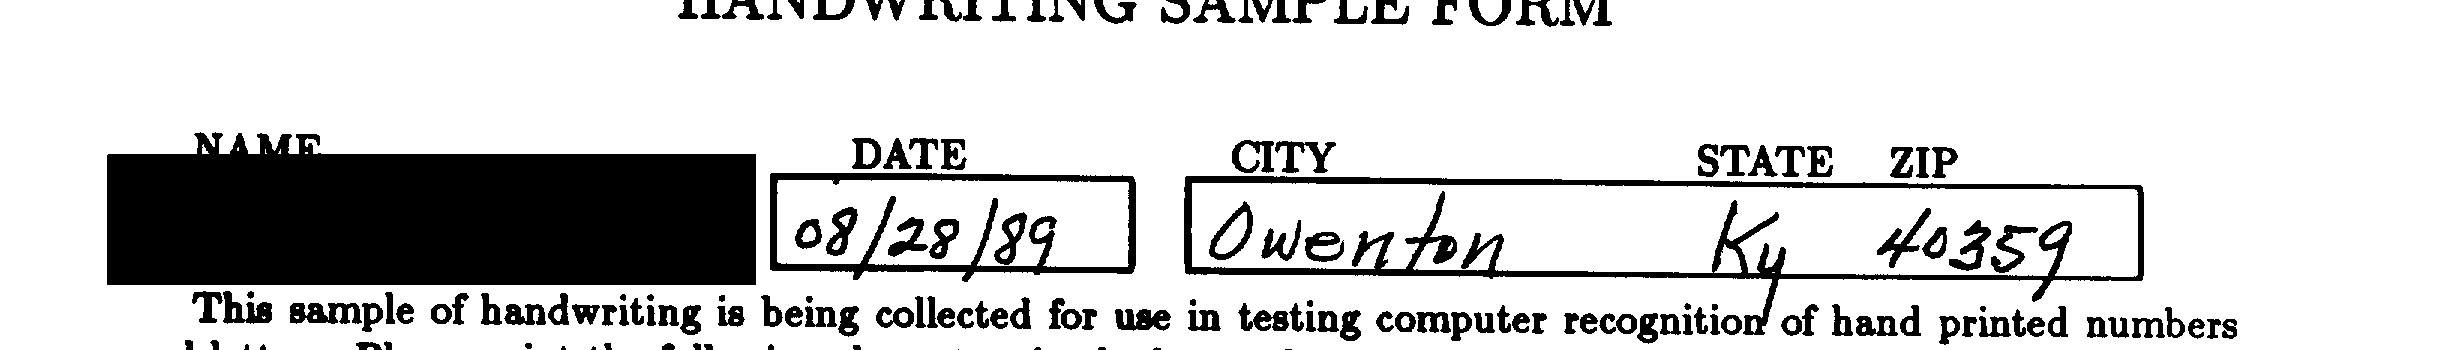 HANDWRITING SAMPLE FORM
NAME DATE CITY STATE ZIP
08/28/89 Owenton Ky 40359
This sample of handwriting is being collected for use in testing computer recognition of hand printed numbers